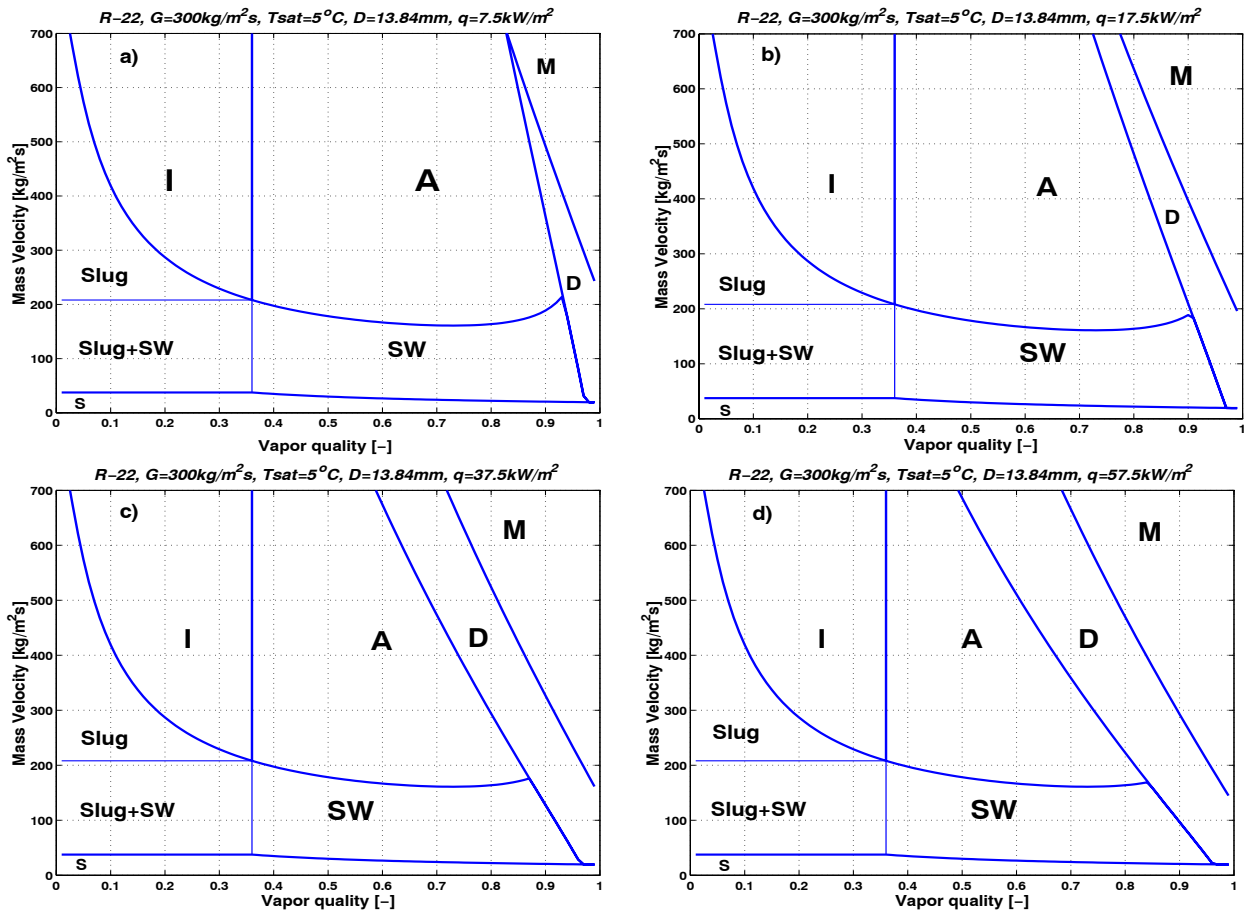 R-22, G=300kg/m²s, Tsat=5°C, D=13.84mm, q=7.5kW/m²
a)
M
I
A
D
Slug
Slug+SW
SW
S
Mass Velocity [kg/m²s]
700
600
500
400
300
200
100
0
0 0.1 0.2 0.3 0.4 0.5 0.6 0.7 0.8 0.9 1
Vapor quality [–]
R-22, G=300kg/m²s, Tsat=5°C, D=13.84mm, q=17.5kW/m²
b)
M
I
A
D
Slug
Slug+SW
SW
S
Mass Velocity [kg/m²s]
700
600
500
400
300
200
100
0
0 0.1 0.2 0.3 0.4 0.5 0.6 0.7 0.8 0.9 1
Vapor quality [–]
R-22, G=300kg/m²s, Tsat=5°C, D=13.84mm, q=37.5kW/m²
c)
M
I
A
D
Slug
Slug+SW
SW
S
Mass Velocity [kg/m²s]
700
600
500
400
300
200
100
0
0 0.1 0.2 0.3 0.4 0.5 0.6 0.7 0.8 0.9 1
Vapor quality [–]
R-22, G=300kg/m²s, Tsat=5°C, D=13.84mm, q=57.5kW/m²
d)
M
I
A
D
Slug
Slug+SW
SW
S
Mass Velocity [kg/m²s]
700
600
500
400
300
200
100
0
0 0.1 0.2 0.3 0.4 0.5 0.6 0.7 0.8 0.9 1
Vapor quality [–]